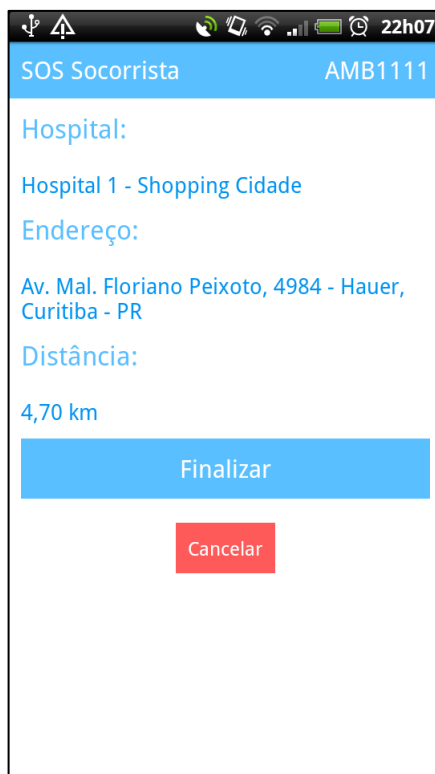 22h07
SOS Socorrista AMB1111
Hospital:
Hospital 1 - Shopping Cidade
Endereço:
Av. Mal. Floriano Peixoto, 4984 - Hauer,
Curitiba - PR
Distância:
4,70 km
Finalizar
Cancelar